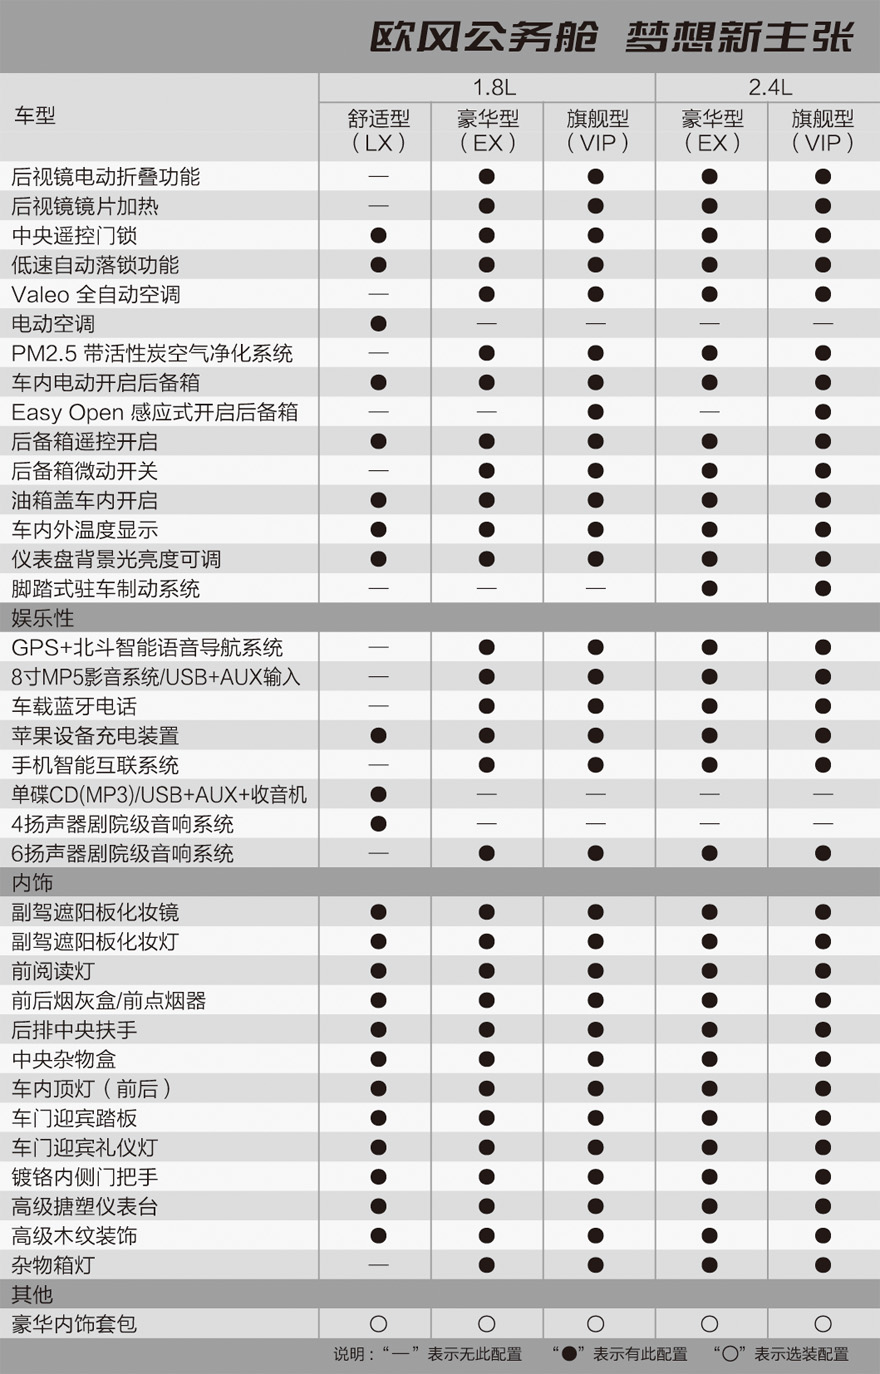 欧风公务舱 梦想新主张
车型 1.8L 2.4L
舒适型（LX） 豪华型（EX） 旗舰型（VIP） 豪华型（EX） 旗舰型（VIP）
后视镜电动折叠功能 — ● ● ● ●
后视镜镜片加热 — ● ● ● ●
中央遥控门锁 ● ● ● ● ●
低速自动落锁功能 ● ● ● ● ●
Valeo 全自动空调 — ● ● ● ●
电动空调 ● — — — —
PM2.5 带活性炭空气净化系统 — ● ● ● ●
车内电动开启后备箱 ● ● ● ● ●
Easy Open 感应式开启后备箱 — — ● — ●
后备箱遥控开启 ● ● ● ● ●
后备箱微动开关 — ● ● ● ●
油箱盖车内开启 ● ● ● ● ●
车内外温度显示 ● ● ● ● ●
仪表盘背景光亮度可调 ● ● ● ● ●
脚踏式驻车制动系统 — — — ● ●
娱乐性
GPS+北斗智能语音导航系统 — ● ● ● ●
8寸MP5影音系统/USB+AUX输入 — ● ● ● ●
车载蓝牙电话 — ● ● ● ●
苹果设备充电装置 ● ● ● ● ●
手机智能互联系统 — ● ● ● ●
单碟CD(MP3)/USB+AUX+收音机 ● — — — —
4扬声器剧院级音响系统 ● — — — —
6扬声器剧院级音响系统 — ● ● ● ●
内饰
副驾遮阳板化妆镜 ● ● ● ● ●
副驾遮阳板化妆灯 ● ● ● ● ●
前阅读灯 ● ● ● ● ●
前后烟灰盒/前点烟器 ● ● ● ● ●
后排中央扶手 ● ● ● ● ●
中央杂物盒 ● ● ● ● ●
车内顶灯（前后） ● ● ● ● ●
车门迎宾踏板 ● ● ● ● ●
车门迎宾礼仪灯 ● ● ● ● ●
镀铬内侧门把手 ● ● ● ● ●
高级搪塑仪表台 ● ● ● ● ●
高级木纹装饰 ● ● ● ● ●
杂物箱灯 — ● ● ● ●
其他
豪华内饰套包 ○ ○ ○ ○ ○
说明：“—”表示无此配置 “●”表示有此配置 “○”表示选装配置